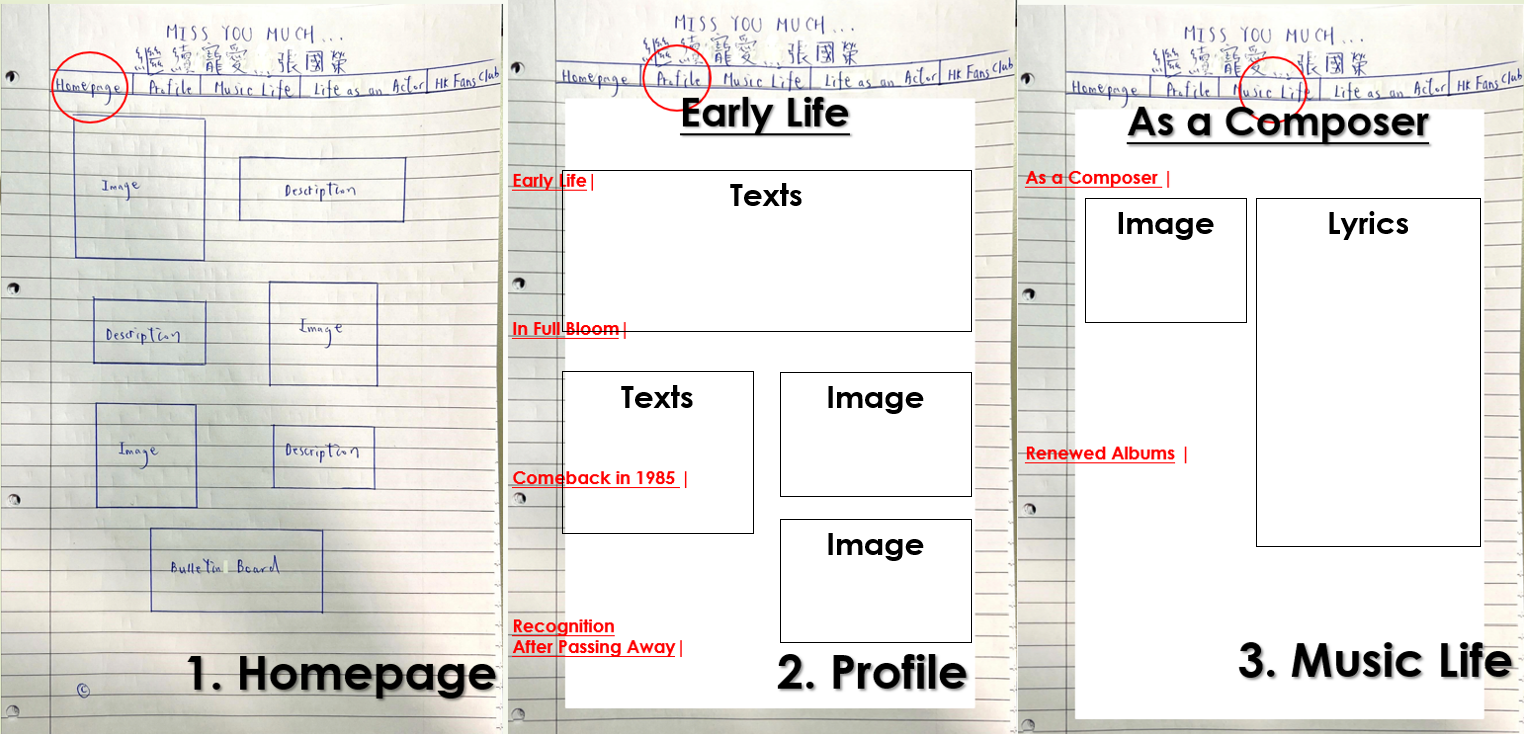 MISS YOU MUCH...
繼續寵愛...張國榮
Homepage Profile Music Life Life as an Actor HK Fans Club
Image
Description
Description
Image
Image
Description
Bulletin Board
©
1. Homepage
MISS YOU MUCH...
繼續寵愛...張國榮
Homepage Profile Music Life Life as an Actor HK Fans Club
Early Life
Early Life|
Texts
In Full Bloom|
Texts
Image
Comeback in 1985 |
Image
Recognition
After Passing Away|
2. Profile
MISS YOU MUCH...
繼續寵愛...張國榮
Homepage Profile Music Life Life as an Actor HK Fans Club
As a Composer
As a Composer |
Image
Lyrics
Renewed Albums |
3. Music Life